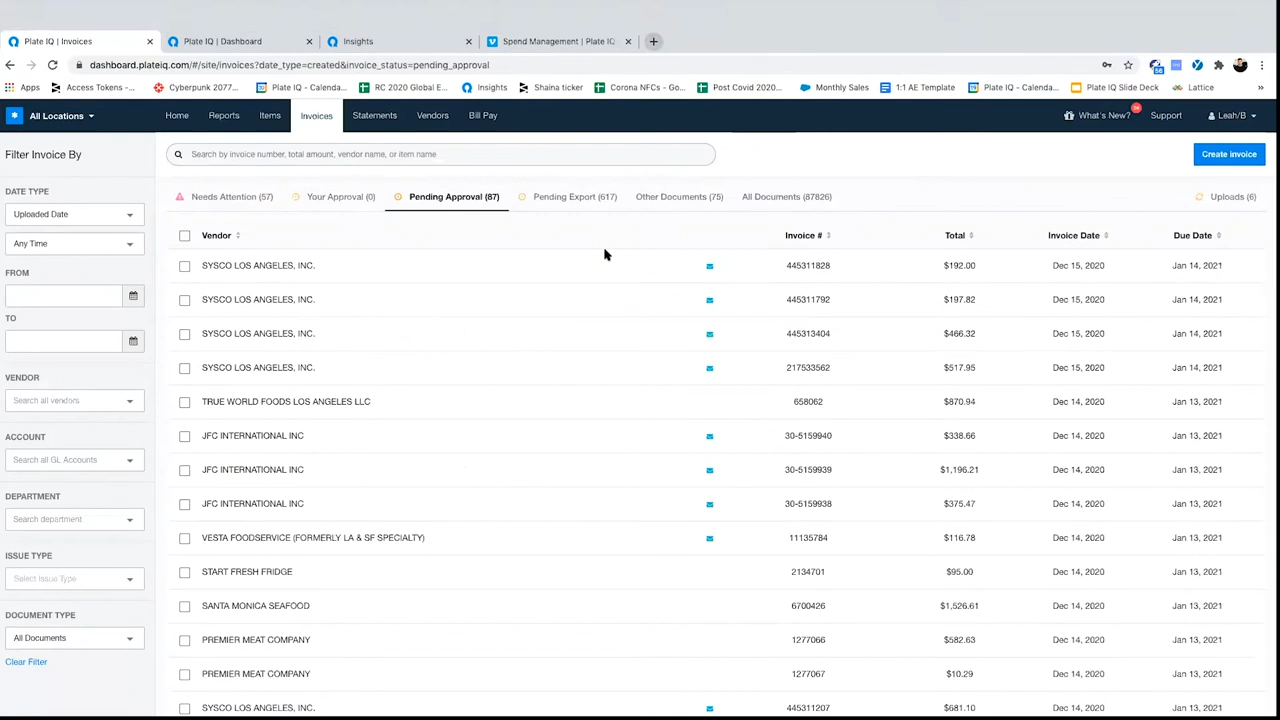 Plate IQ | Invoices
Plate IQ | Dashboard
Insights
Spend Management | Plate IQ
dashboard.plateiq.com/#/site/invoices?date_type=created&invoice_status=pending_approval
56
Apps
Access Tokens -...
Cyberpunk 2077...
Plate IQ - Calenda...
RC 2020 Global E...
Insights
Shaina ticker
Corona NFCs - Go...
Post Covid 2020...
Monthly Sales
1:1 AE Template
Plate IQ - Calenda...
Plate IQ Slide Deck
Lattice
»
All Locations
Home
Reports
Items
Invoices
Statements
Vendors
Bill Pay
What's New?
Support
Leah/B
Filter Invoice By
Search by invoice number, total amount, vendor name, or item name
Create invoice
DATE TYPE
Uploaded Date
Any Time
FROM
TO
VENDOR
Search all vendors
ACCOUNT
Search all GL Accounts
DEPARTMENT
Search department
ISSUE TYPE
Select Issue Type
DOCUMENT TYPE
All Documents
Clear Filter
Needs Attention (57)
Your Approval (0)
Pending Approval (87)
Pending Export (617)
Other Documents (75)
All Documents (87826)
Uploads (6)
Vendor Invoice # Total Invoice Date Due Date
SYSCO LOS ANGELES, INC. 445311828 $192.00 Dec 15, 2020 Jan 14, 2021
SYSCO LOS ANGELES, INC. 445311792 $197.82 Dec 15, 2020 Jan 14, 2021
SYSCO LOS ANGELES, INC. 445313404 $466.32 Dec 15, 2020 Jan 14, 2021
SYSCO LOS ANGELES, INC. 217533562 $517.95 Dec 15, 2020 Jan 14, 2021
TRUE WORLD FOODS LOS ANGELES LLC 658062 $870.94 Dec 14, 2020 Jan 13, 2021
JFC INTERNATIONAL INC 30-5159940 $338.66 Dec 14, 2020 Jan 13, 2021
JFC INTERNATIONAL INC 30-5159939 $1,196.21 Dec 14, 2020 Jan 13, 2021
JFC INTERNATIONAL INC 30-5159938 $375.47 Dec 14, 2020 Jan 13, 2021
VESTA FOODSERVICE (FORMERLY LA & SF SPECIALTY) 11135784 $116.78 Dec 14, 2020 Jan 13, 2021
START FRESH FRIDGE 2134701 $95.00 Dec 14, 2020 Jan 13, 2021
SANTA MONICA SEAFOOD 6700426 $1,526.61 Dec 14, 2020 Jan 13, 2021
PREMIER MEAT COMPANY 1277066 $582.63 Dec 14, 2020 Jan 13, 2021
PREMIER MEAT COMPANY 1277067 $10.29 Dec 14, 2020 Jan 13, 2021
SYSCO LOS ANGELES, INC. 445311207 $681.10 Dec 14, 2020 Jan 13, 2021